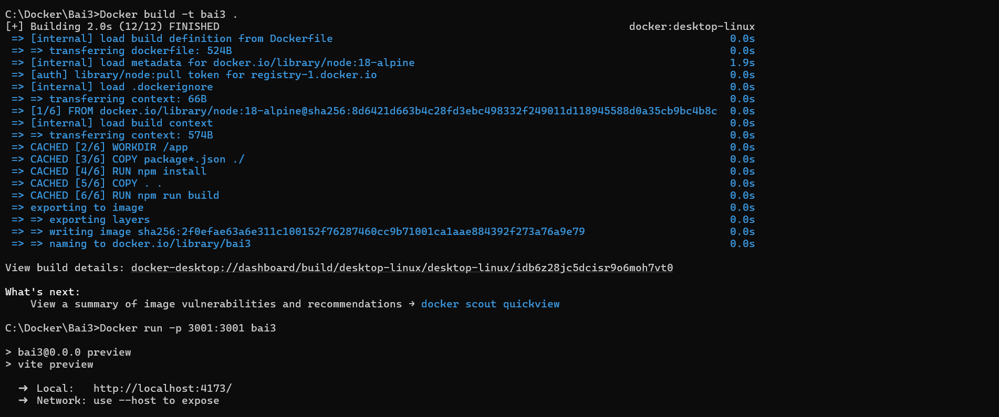 C:\Docker\Bai3>Docker build -t bai3 .
[+] Building 2.0s (12/12) FINISHED docker:desktop-linux
=> [internal] load build definition from Dockerfile 0.0s
=> => transferring dockerfile: 524B 0.0s
=> [internal] load metadata for docker.io/library/node:18-alpine 1.9s
=> [auth] library/node:pull token for registry-1.docker.io 0.0s
=> [internal] load .dockerignore 0.0s
=> => transferring context: 66B 0.0s
=> [1/6] FROM docker.io/library/node:18-alpine@sha256:8d6421d663b4c28fd3ebc498332f249011d118945588d0a35cb9bc4b8c 0.0s
=> [internal] load build context 0.0s
=> => transferring context: 574B 0.0s
=> CACHED [2/6] WORKDIR /app 0.0s
=> CACHED [3/6] COPY package*.json ./ 0.0s
=> CACHED [4/6] RUN npm install 0.0s
=> CACHED [5/6] COPY . . 0.0s
=> CACHED [6/6] RUN npm run build 0.0s
=> exporting to image 0.0s
=> => exporting layers 0.0s
=> => writing image sha256:2f0efae63a6e311c100152f76287460cc9b71001ca1aae884392f273a76a9e79 0.0s
=> => naming to docker.io/library/bai3 0.0s
View build details: docker-desktop://dashboard/build/desktop-linux/desktop-linux/idb6z28jc5dcisr9o6moh7vt0
What's next:
View a summary of image vulnerabilities and recommendations → docker scout quickview
C:\Docker\Bai3>Docker run -p 3001:3001 bai3
> bai3@0.0.0 preview
> vite preview
➜ Local: http://localhost:4173/
➜ Network: use --host to expose